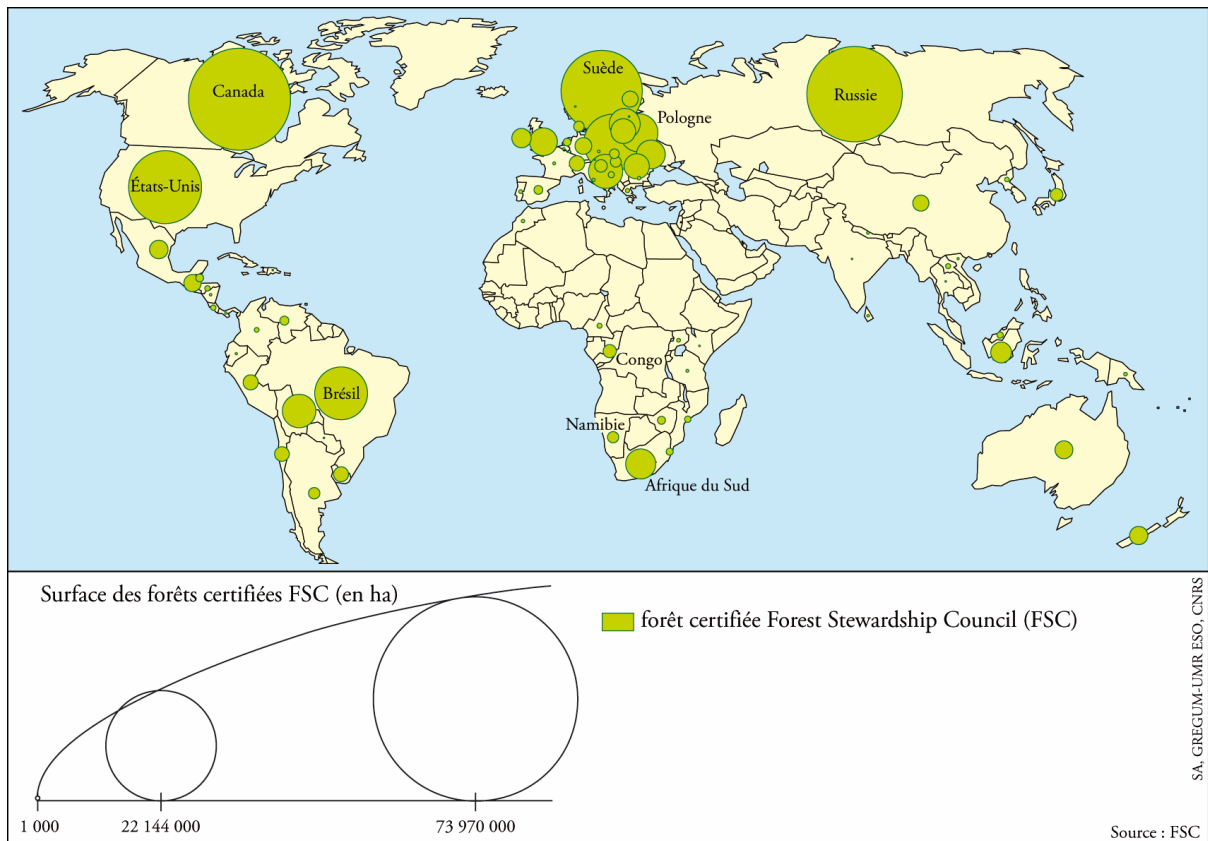 Canada
Suède
Russie
Pologne
États-Unis
Congo
Brésil
Namibie
Afrique du Sud
Surface des forêts certifiées FSC (en ha)
forêt certifiée Forest Stewardship Council (FSC)
1 000
22 144 000
73 970 000
SA, GREGUM-UMR ESO, CNRS
Source : FSC